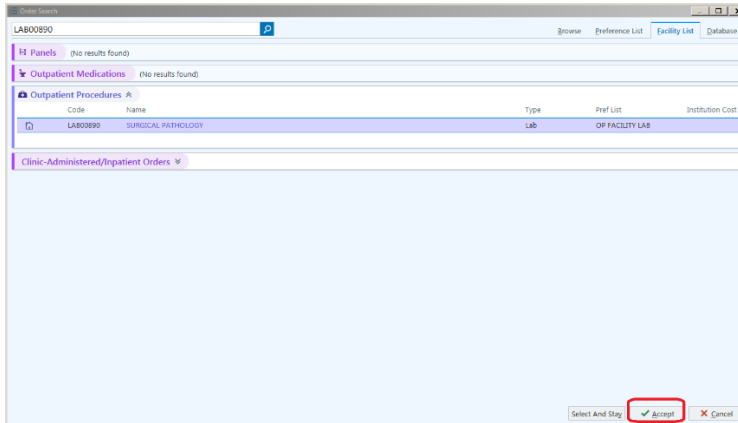 Order Search
LAB00890
Browse Preference List Facility List Database
Panels (No results found)
Outpatient Medications (No results found)
Outpatient Procedures
Code Name Type Pref List Institution Cost
LAB00890 SURGICAL PATHOLOGY Lab OP FACILITY LAB
Clinic-Administered/Inpatient Orders
Select And Stay Accept Cancel